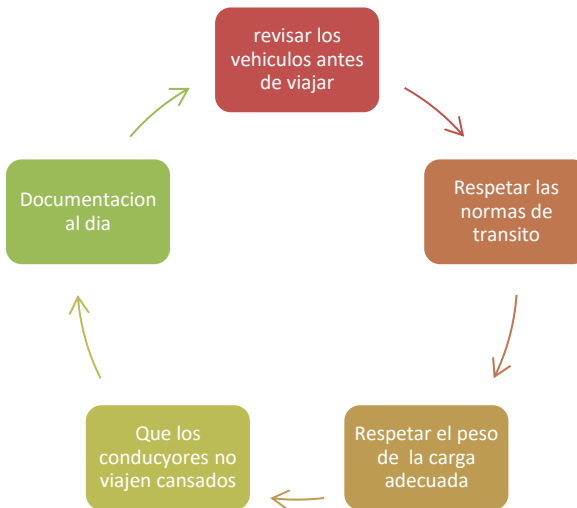 revisar los
vehiculos antes
de viajar
Respetar las
normas de
transito
Respetar el peso
de la carga
adecuada
Que los
conducyores no
viajen cansados
Documentacion
al dia